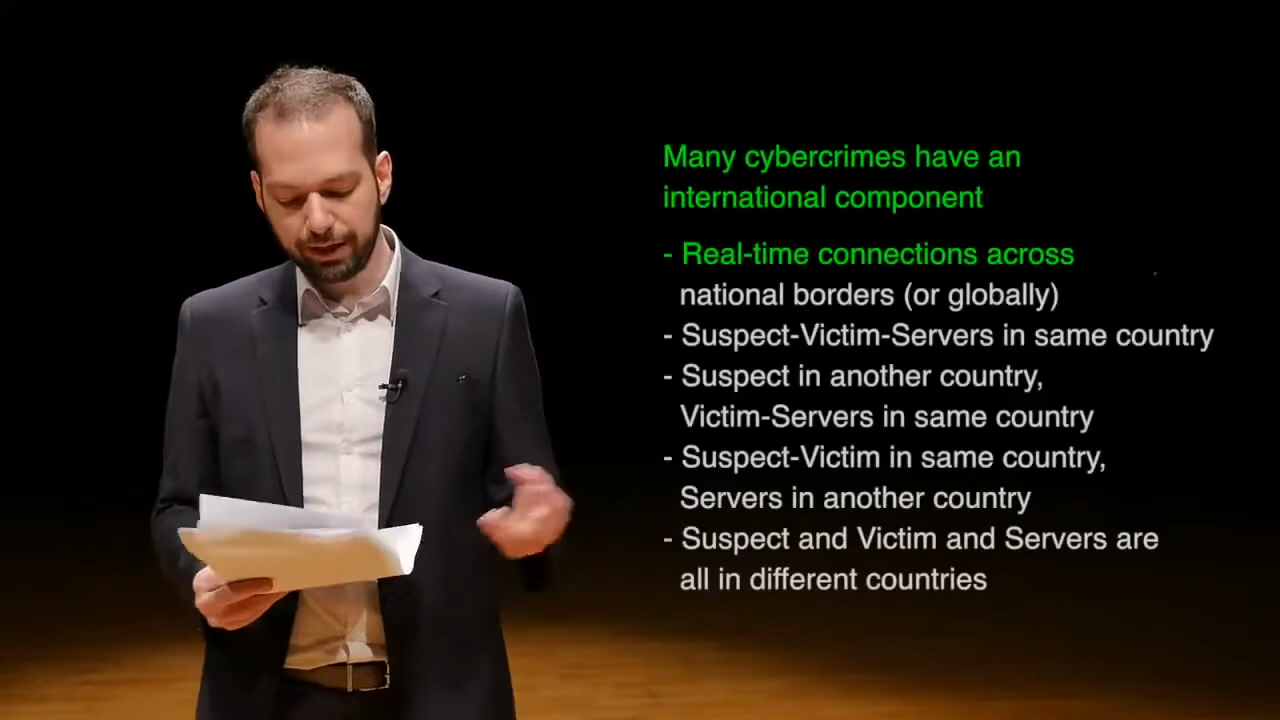 Many cybercrimes have an
international component
- Real-time connections across
national borders (or globally)
- Suspect-Victim-Servers in same country
- Suspect in another country,
Victim-Servers in same country
- Suspect-Victim in same country,
Servers in another country
- Suspect and Victim and Servers are
all in different countries